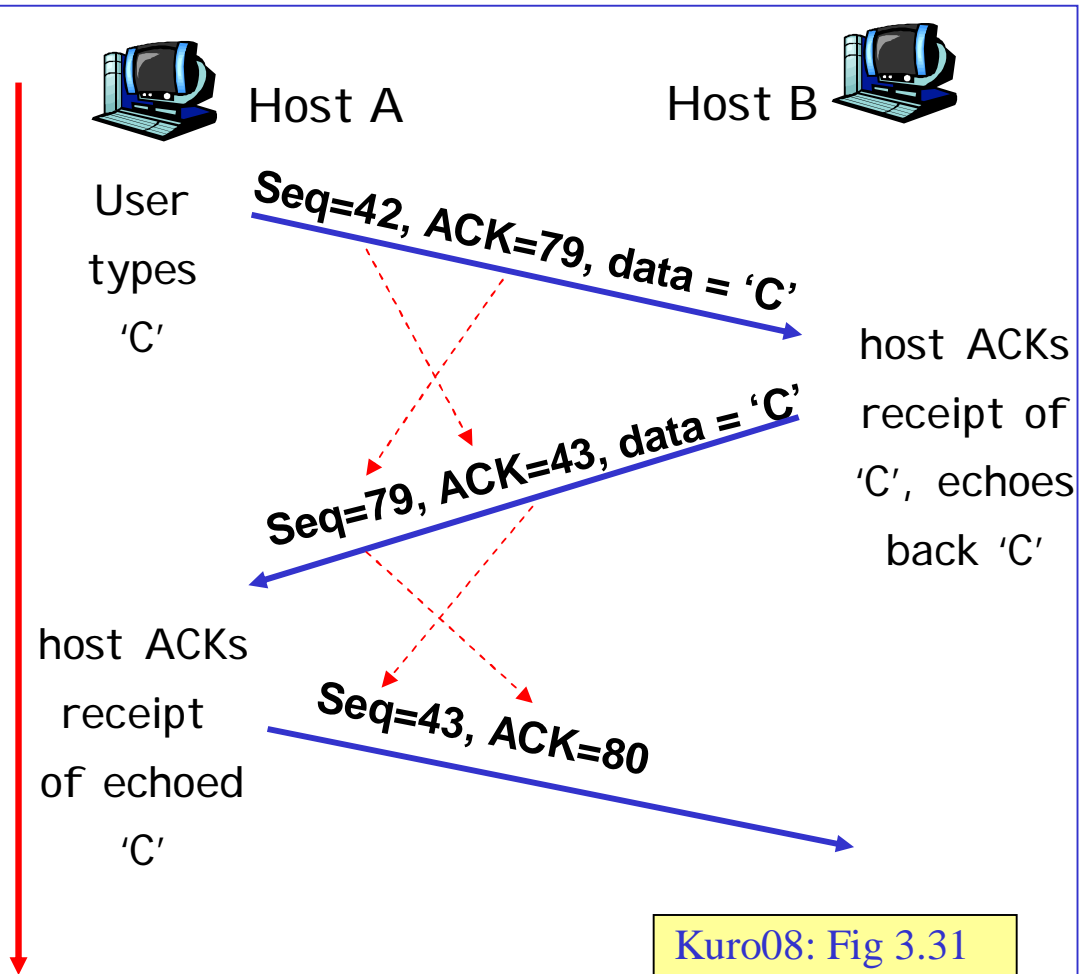 Host A
Host B
User
types
‘C’
Seq=42, ACK=79, data = ‘C’
host ACKs
receipt of
‘C’, echoes
back ‘C’
Seq=79, ACK=43, data = ‘C’
host ACKs
receipt
of echoed
‘C’
Seq=43, ACK=80
Kuro08: Fig 3.31